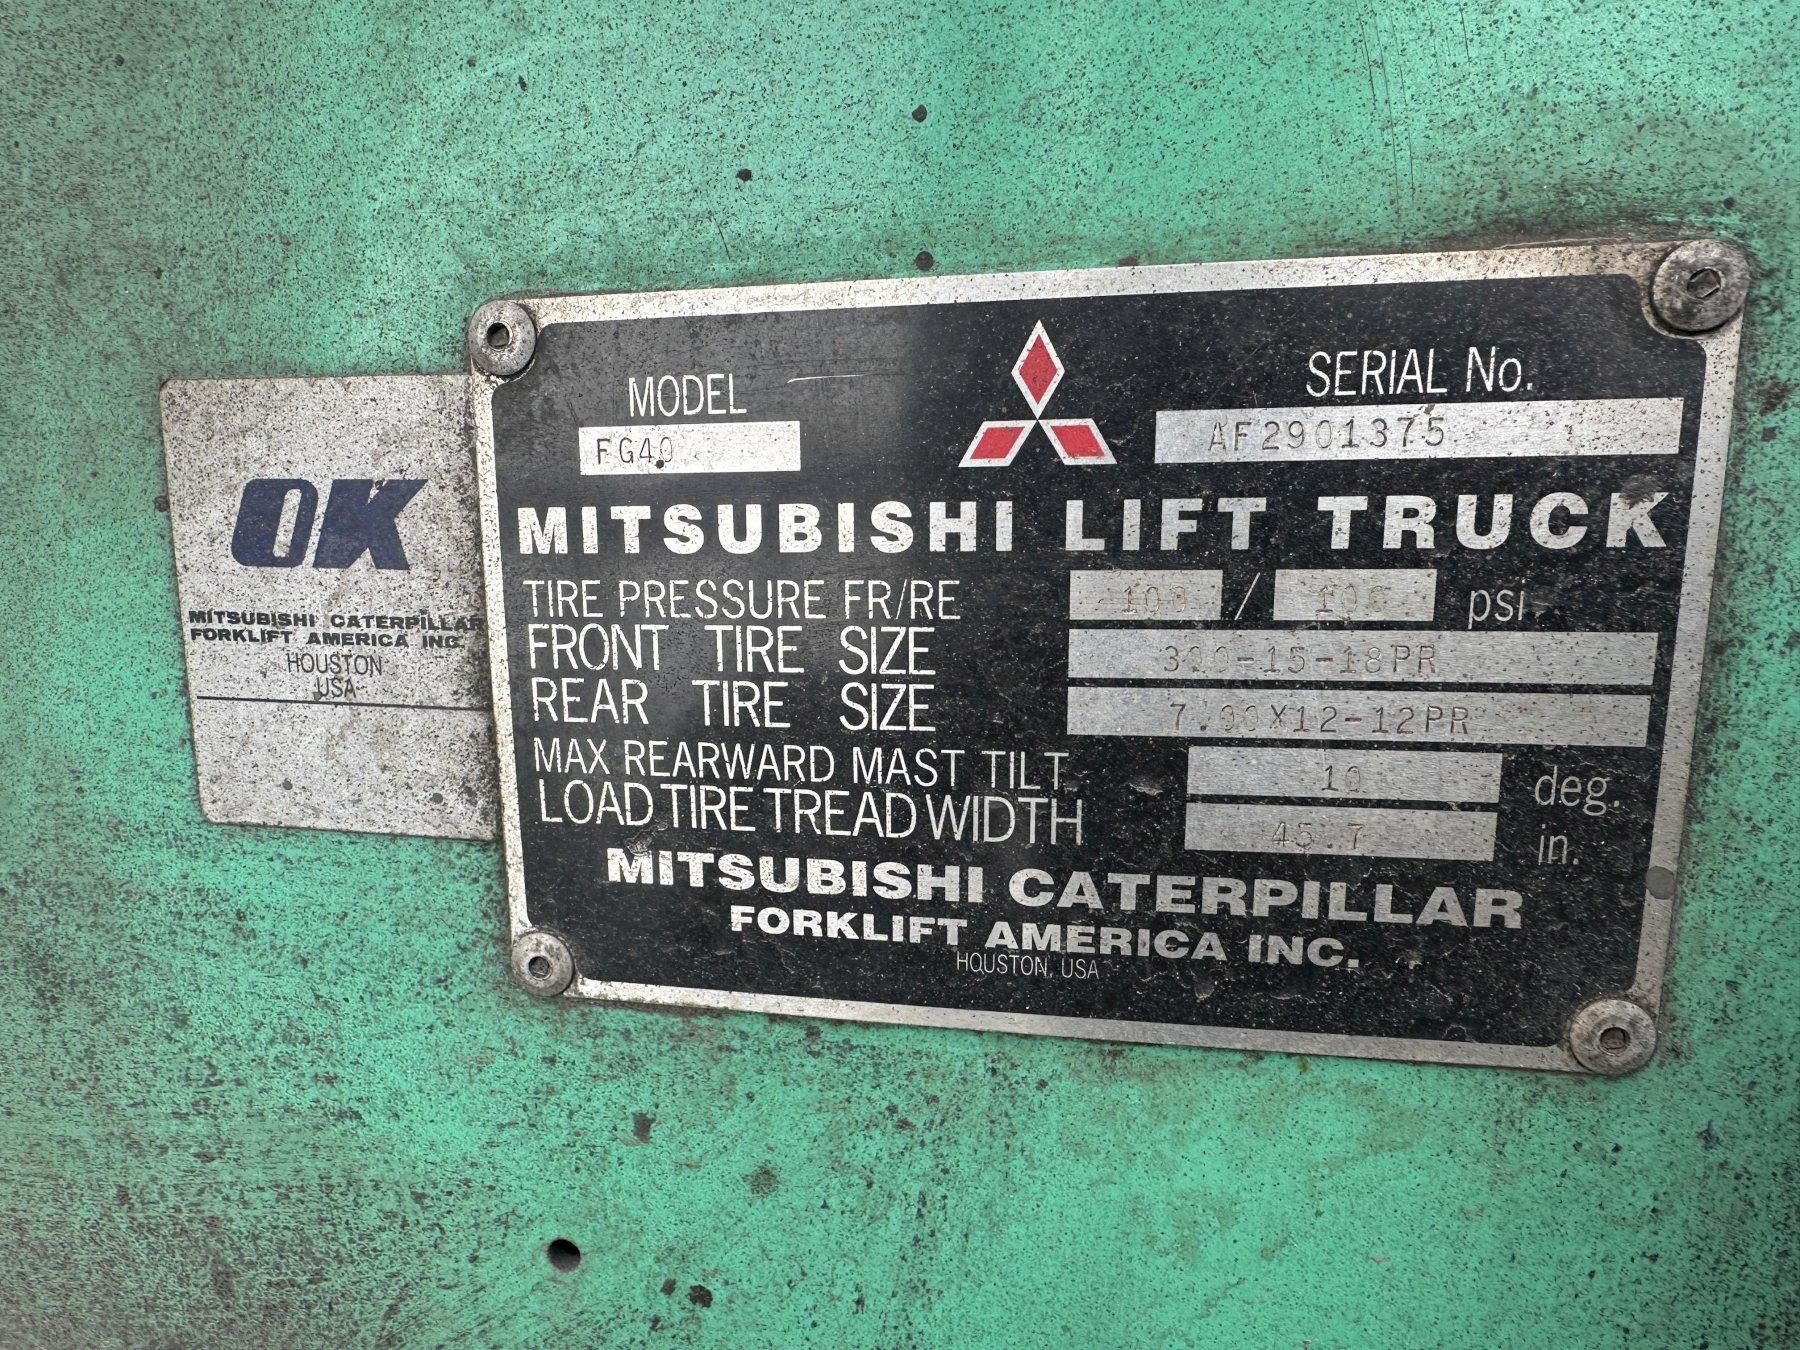 OK
MITSUBISHI CATERPILLAR
FORKLIFT AMERICA INC.
HOUSTON
USA
MODEL
FG40
SERIAL No.
AF2901375
MITSUBISHI LIFT TRUCK
TIRE PRESSURE FR/RE 100 / 100 psi
FRONT TIRE SIZE 300-15-18PR
REAR TIRE SIZE 7.00X12-12PR
MAX REARWARD MAST TILT 10 deg.
LOAD TIRE TREAD WIDTH 45.7 in.
MITSUBISHI CATERPILLAR
FORKLIFT AMERICA INC.
HOUSTON, USA